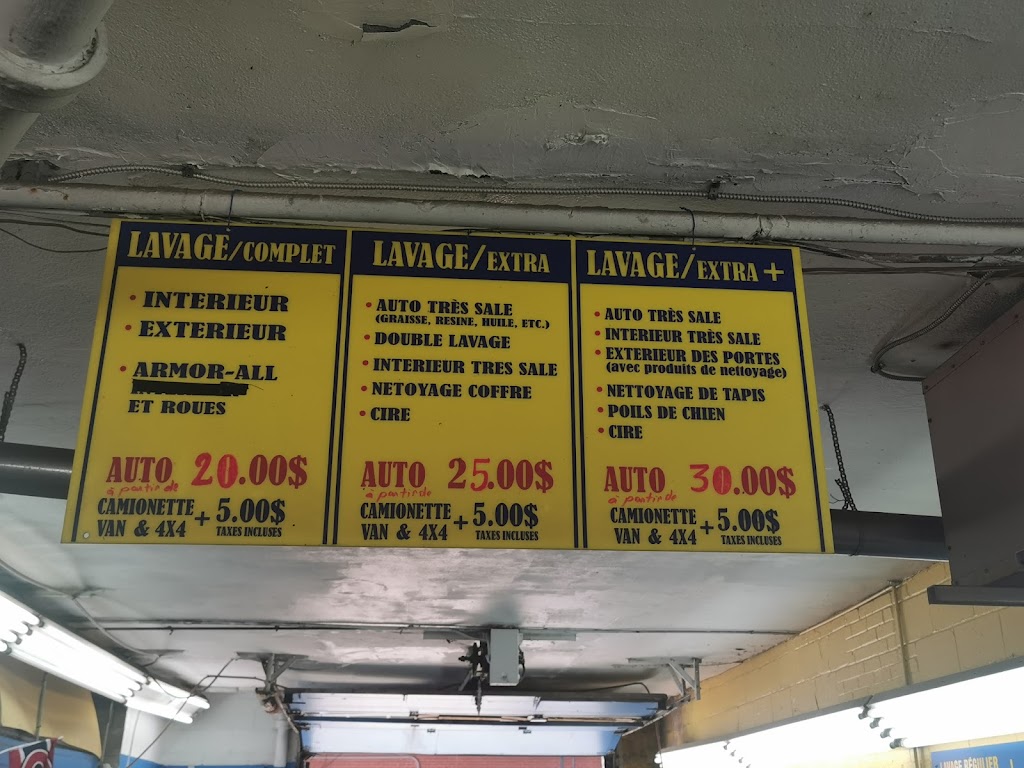 LAVAGE/COMPLET
• INTERIEUR
• EXTERIEUR
• ARMOR-ALL
ET ROUES
AUTO 20.00$
à partir de
CAMIONETTE
VAN & 4X4
+ 5.00$
TAXES INCLUSES
LAVAGE/EXTRA
• AUTO TRÈS SALE
(GRAISSE, RESINE, HUILE, ETC.)
• DOUBLE LAVAGE
• INTERIEUR TRES SALE
• NETOYAGE COFFRE
• CIRE
AUTO 25.00$
à partir de
CAMIONETTE
VAN & 4X4
+ 5.00$
TAXES INCLUSES
LAVAGE/EXTRA +
• AUTO TRÈS SALE
• INTERIEUR TRÈS SALE
• EXTERIEUR DES PORTES
(avec produits de nettoyage)
• NETTOYAGE DE TAPIS
• POILS DE CHIEN
• CIRE
AUTO 30.00$
à partir de
CAMIONETTE
VAN & 4X4
+ 5.00$
TAXES INCLUSES
LAVAGE RÉGULIER